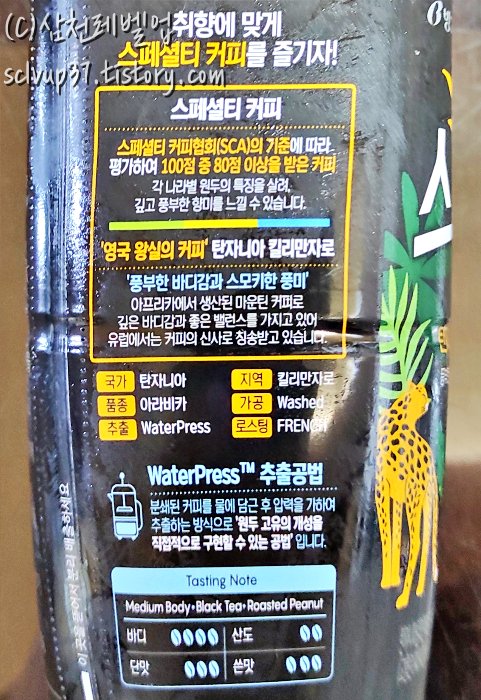 (C)삼천레벨업
sclvup37.tistory.com
취향에 맞게
스페셜티 커피를 즐기자!
스페셜티 커피
스페셜티 커피협회(SCA)의 기준에 따라
평가하여 100점 중 80점 이상을 받은 커피
각 나라별 원두의 특징을 살려,
깊고 풍부한 향미를 느낄 수 있습니다.
'영국 왕실의 커피' 탄자니아 킬리만자로
'풍부한 바디감과 스모키한 풍미'
아프리카에서 생산된 마운틴 커피로
깊은 바디감과 좋은 밸런스를 가지고 있어
유럽에서는 커피의 신사로 칭송받고 있습니다.
국가 탄자니아 지역 킬리만자로
품종 아라비카 가공 Washed
추출 WaterPress 로스팅 FRENCH
WaterPress™ 추출공법
분쇄된 커피를 물에 담근 후 압력을 가하여
추출하는 방식으로 '원두 고유의 개성을
직접적으로 구현할 수 있는 공법' 입니다.
Tasting Note
Medium Body•Black Tea•Roasted Peanut
바디 산도
단맛 쓴맛